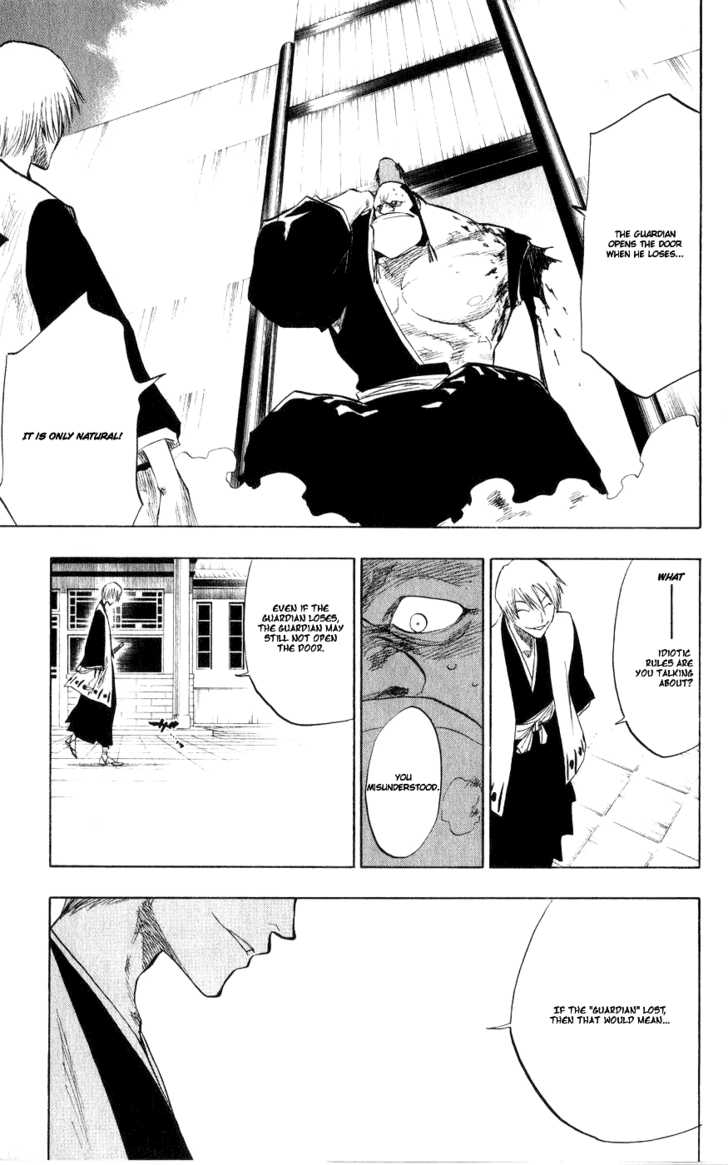 THE GUARDIAN
OPENS THE DOOR
WHEN HE LOSES...
IT IS ONLY NATURAL!
WHAT
IDIOTIC
RULES ARE
YOU TALKING
ABOUT?
YOU
MISUNDERSTOOD.
EVEN IF THE
GUARDIAN LOSES,
THE GUARDIAN MAY
STILL NOT OPEN
THE DOOR.
IF THE "GUARDIAN" LOST,
THEN THAT WOULD MEAN...